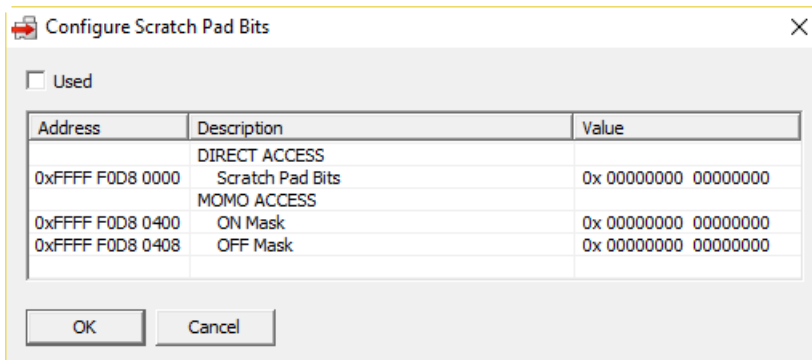 Configure Scratch Pad Bits
Used
Address Description Value
DIRECT ACCESS
0xFFFF F0D8 0000 Scratch Pad Bits 0x 00000000 00000000
MOMO ACCESS
0xFFFF F0D8 0400 ON Mask 0x 00000000 00000000
0xFFFF F0D8 0408 OFF Mask 0x 00000000 00000000
OK Cancel